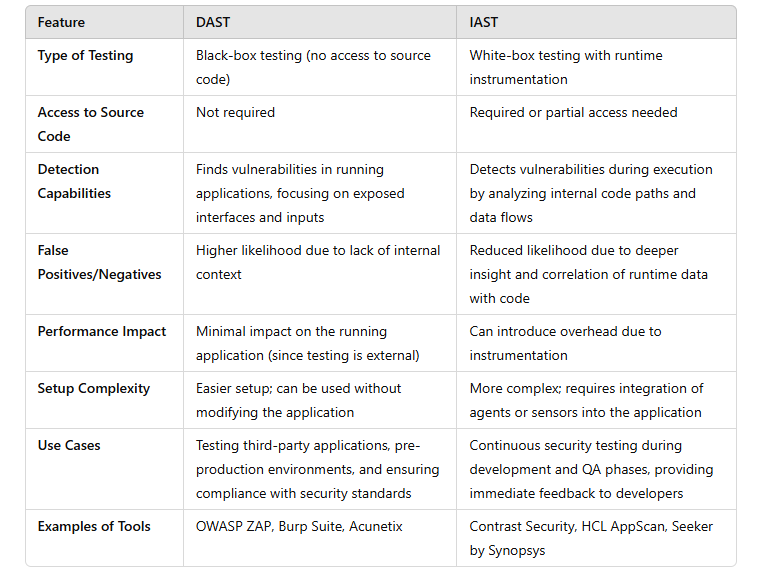 Feature DAST IAST
Type of Testing Black-box testing (no access to source White-box testing with runtime
code) instrumentation
Access to Source Not required Required or partial access needed
Code
Detection Finds vulnerabilities in running Detects vulnerabilities during execution
Capabilities applications, focusing on exposed by analyzing internal code paths and
interfaces and inputs data flows
False Higher likelihood due to lack of internal Reduced likelihood due to deeper
Positives/Negatives context insight and correlation of runtime data
with code
Performance Impact Minimal impact on the running Can introduce overhead due to
application (since testing is external) instrumentation
Setup Complexity Easier setup; can be used without More complex; requires integration of
modifying the application agents or sensors into the application
Use Cases Testing third-party applications, pre- Continuous security testing during
production environments, and ensuring development and QA phases, providing
compliance with security standards immediate feedback to developers
Examples of Tools OWASP ZAP, Burp Suite, Acunetix Contrast Security, HCL AppScan, Seeker
by Synopsys